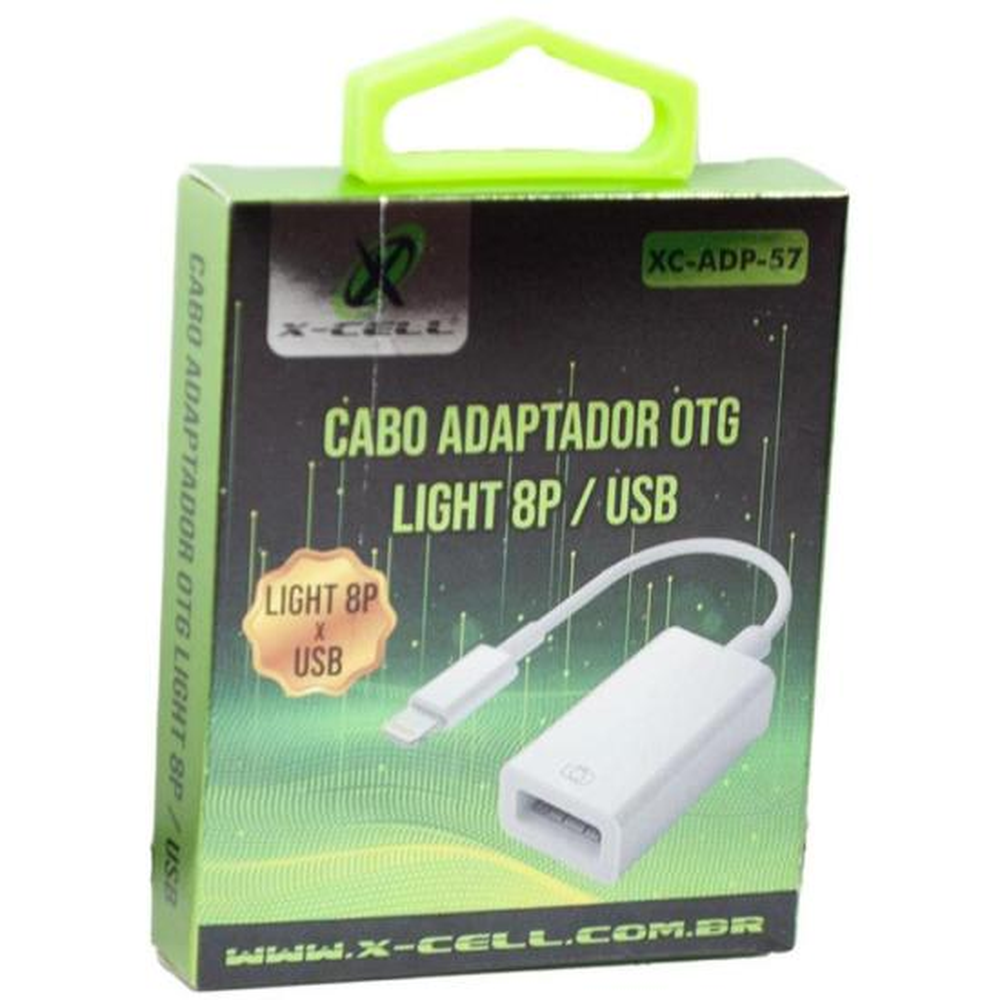 X-CELL
XC-ADP-57
CABO ADAPTADOR OTG
LIGHT 8P / USB
LIGHT 8P
X
USB
WWW.X-CELL.COM.BR
CABO ADAPTADOR OTG LIGHT 8P / USB